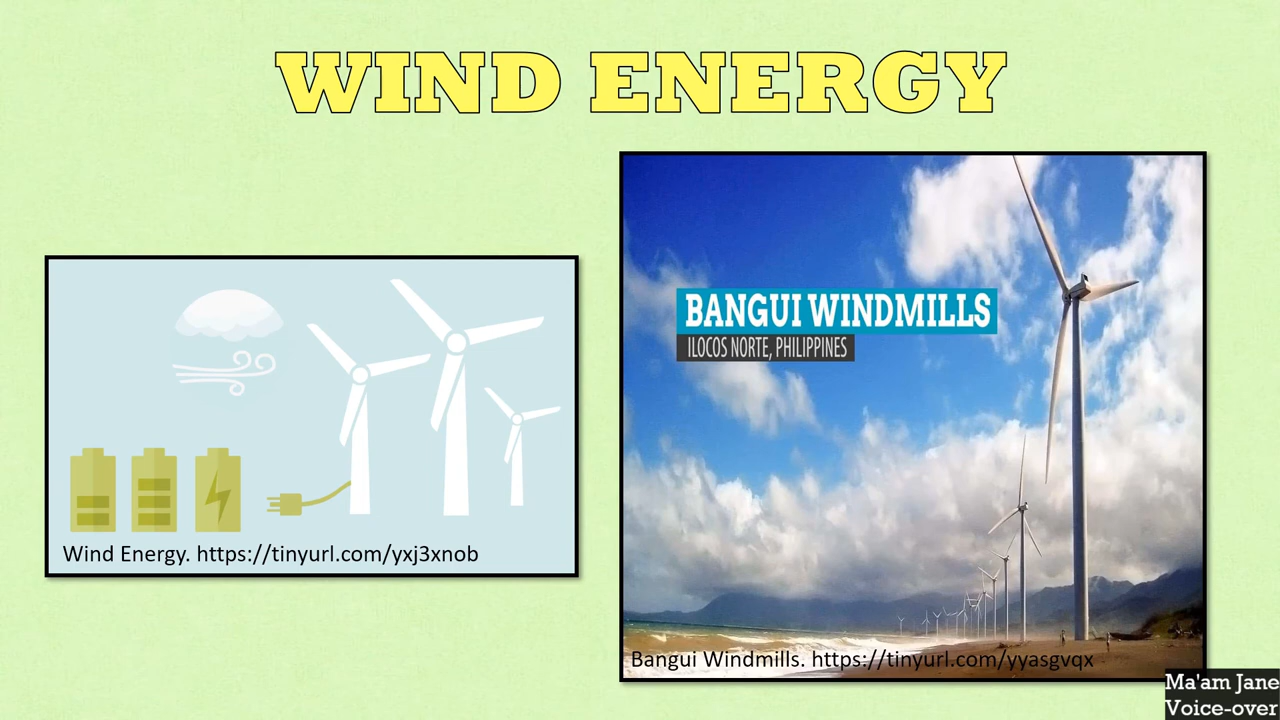 WIND ENERGY
Wind Energy. https://tinyurl.com/yxj3xnob
BANGUI WINDMILLS
ILOCOS NORTE, PHILIPPINES
Bangui Windmills. https://tinyurl.com/yyasgvqx
Ma'am Jane
Voice-over